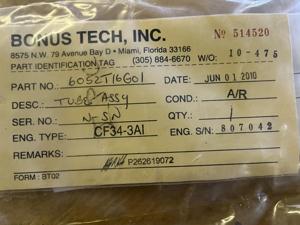 BONUS TECH, INC. № 514520
8575 N.W. 79 Avenue Bay D • Miami, Florida 33166
PART IDENTIFICATION TAG (305) 884-6670 W/O: 10-475
PART NO. 6052T16G01 DATE: JUN 01 2010
DESC. TUBE ASSY COND.: A/R
SER. NO. N-SN QTY.: 1
ENG. TYPE: CF34-3AI ENG. S/N: 807042
REMARKS:
P262619072
FORM : BT02